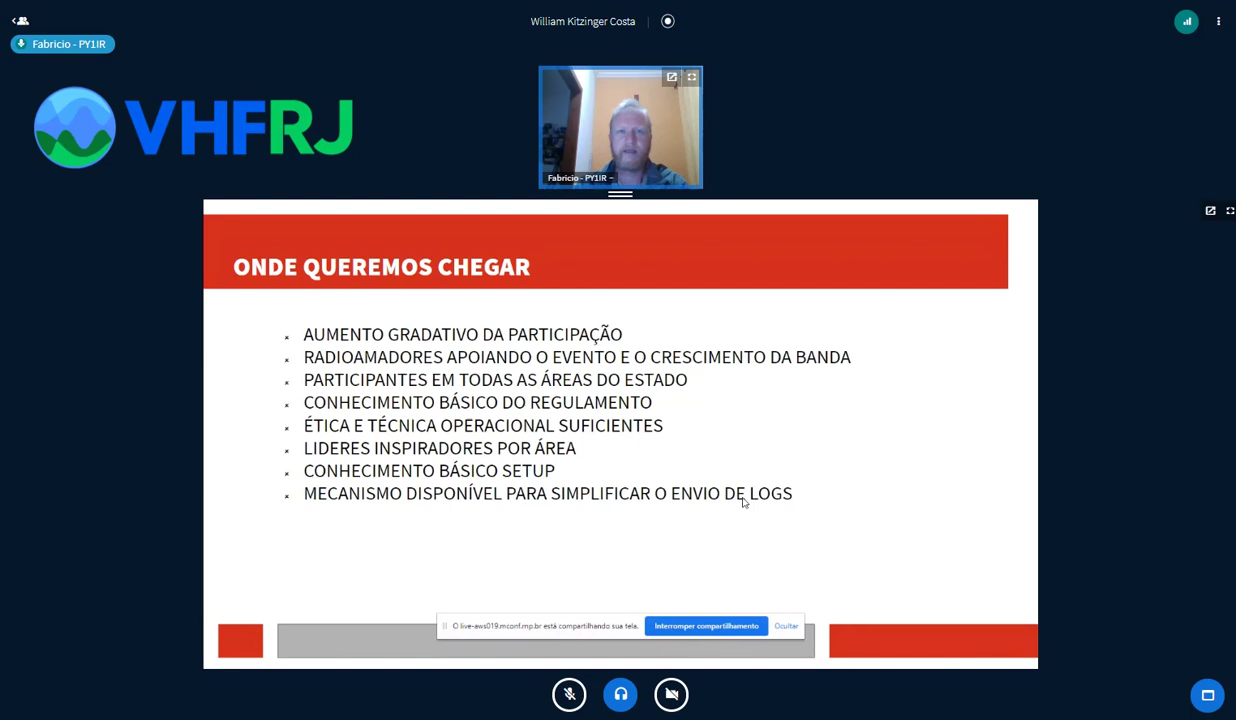 William Kitzinger Costa
Fabricio - PY1IR
VHFRJ
Fabricio - PY1IR
ONDE QUEREMOS CHEGAR
AUMENTO GRADATIVO DA PARTICIPAÇÃO
RADIOAMADORES APOIANDO O EVENTO E O CRESCIMENTO DA BANDA
PARTICIPANTES EM TODAS AS ÁREAS DO ESTADO
CONHECIMENTO BÁSICO DO REGULAMENTO
ÉTICA E TÉCNICA OPERACIONAL SUFICIENTES
LIDERES INSPIRADORES POR ÁREA
CONHECIMENTO BÁSICO SETUP
MECANISMO DISPONÍVEL PARA SIMPLIFICAR O ENVIO DE LOGS
O live-aws019.mconf.mp.br está compartilhando sua tela. Interromper compartilhamento Ocultar